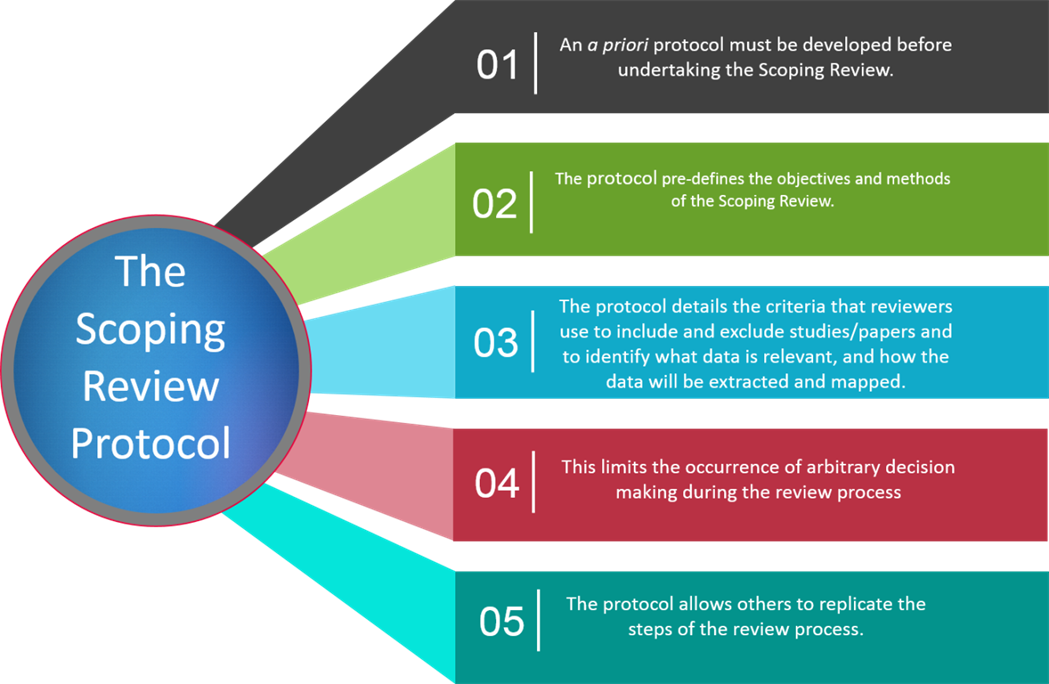 The
Scoping
Review
Protocol
01
An a priori protocol must be developed before
undertaking the Scoping Review.
02
The protocol pre-defines the objectives and methods
of the Scoping Review.
03
The protocol details the criteria that reviewers
use to include and exclude studies/papers and
to identify what data is relevant, and how the
data will be extracted and mapped.
04
This limits the occurrence of arbitrary decision
making during the review process
05
The protocol allows others to replicate the
steps of the review process.